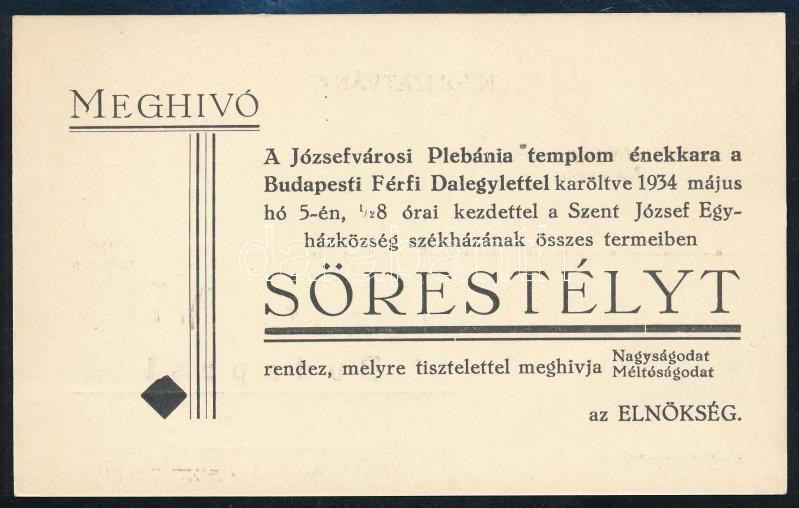 MEGHIVÓ
A Józsefvárosi Plebánia templom énekkara a
Budapesti Férfi Dalegylettel karöltve 1934 május
hó 5-én, ½8 órai kezdettel a Szent József Egy-
házközség székházának összes termeiben
SÖRESTÉLYT
rendez, melyre tisztelettel meghivja Nagyságodat
Méltóságodat
az ELNÖKSÉG.